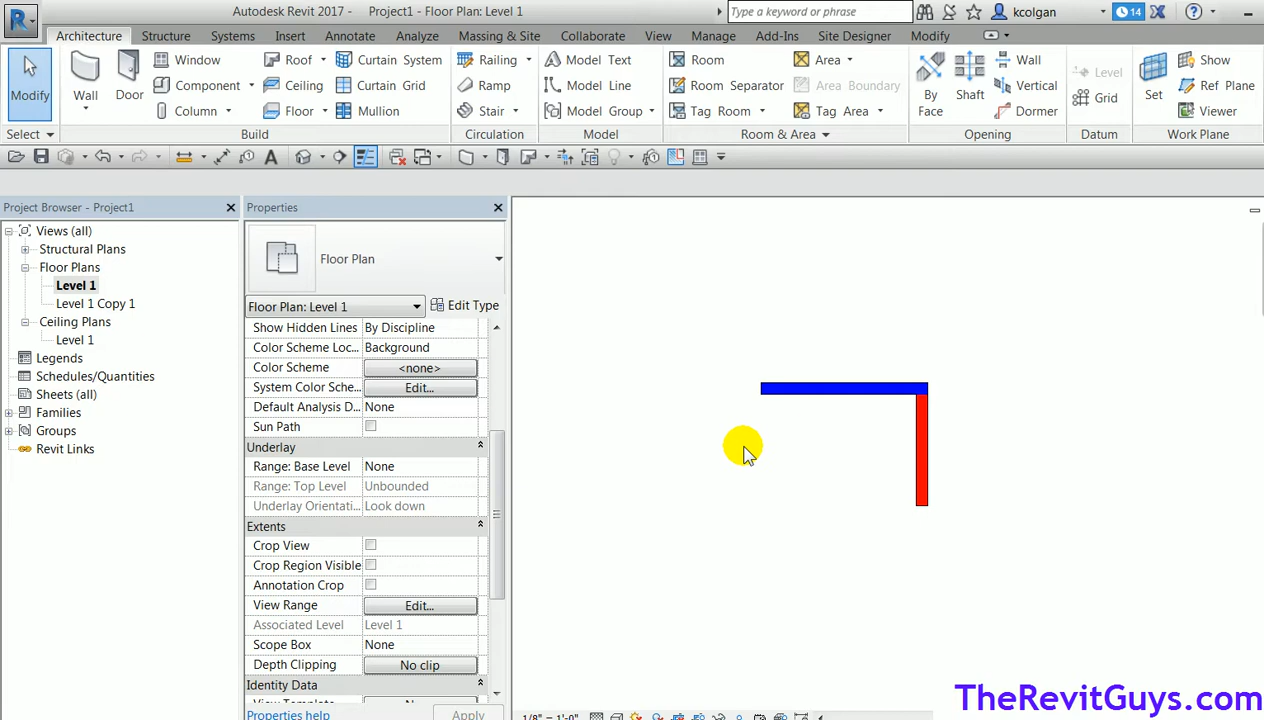 Autodesk Revit 2017 - Project1 - Floor Plan: Level 1
Type a keyword or phrase
kcolgan
14
Architecture Structure Systems Insert Annotate Analyze Massing & Site Collaborate View Manage Add-Ins Site Designer Modify
Modify
Wall
Door
Window
Component
Column
Roof
Ceiling
Floor
Curtain System
Curtain Grid
Mullion
Railing
Ramp
Stair
Model Text
Model Line
Model Group
Room
Room Separator
Tag Room
Area
Area Boundary
Tag Area
By
Face
Shaft
Wall
Vertical
Dormer
Level
Grid
Set
Show
Ref Plane
Viewer
Select Build Circulation Model Room & Area Opening Datum Work Plane
Project Browser - Project1
Views (all)
Structural Plans
Floor Plans
Level 1
Level 1 Copy 1
Ceiling Plans
Level 1
Legends
Schedules/Quantities
Sheets (all)
Families
Groups
Revit Links
Properties
Floor Plan
Floor Plan: Level 1 Edit Type
Show Hidden Lines By Discipline
Color Scheme Loc... Background
Color Scheme <none>
System Color Sche... Edit...
Default Analysis D... None
Sun Path
Underlay
Range: Base Level None
Range: Top Level Unbounded
Underlay Orientati... Look down
Extents
Crop View
Crop Region Visible
Annotation Crop
View Range Edit...
Associated Level Level 1
Scope Box None
Depth Clipping No clip
Identity Data
Properties help Apply
1/8" = 1'-0"
TheRevitGuys.com